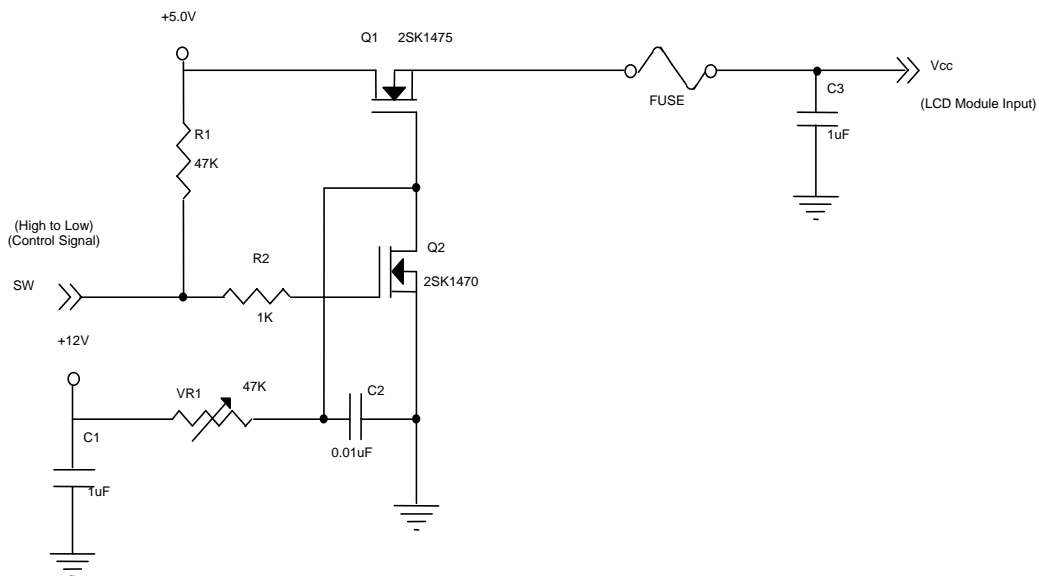 +5.0V
Q1 2SK1475
Vcc
FUSE
C3
(LCD Module Input)
R1
1uF
47K
(High to Low)
(Control Signal)
Q2
R2
SW
2SK1470
1K
+12V
VR1
47K
C2
C1
0.01uF
1uF